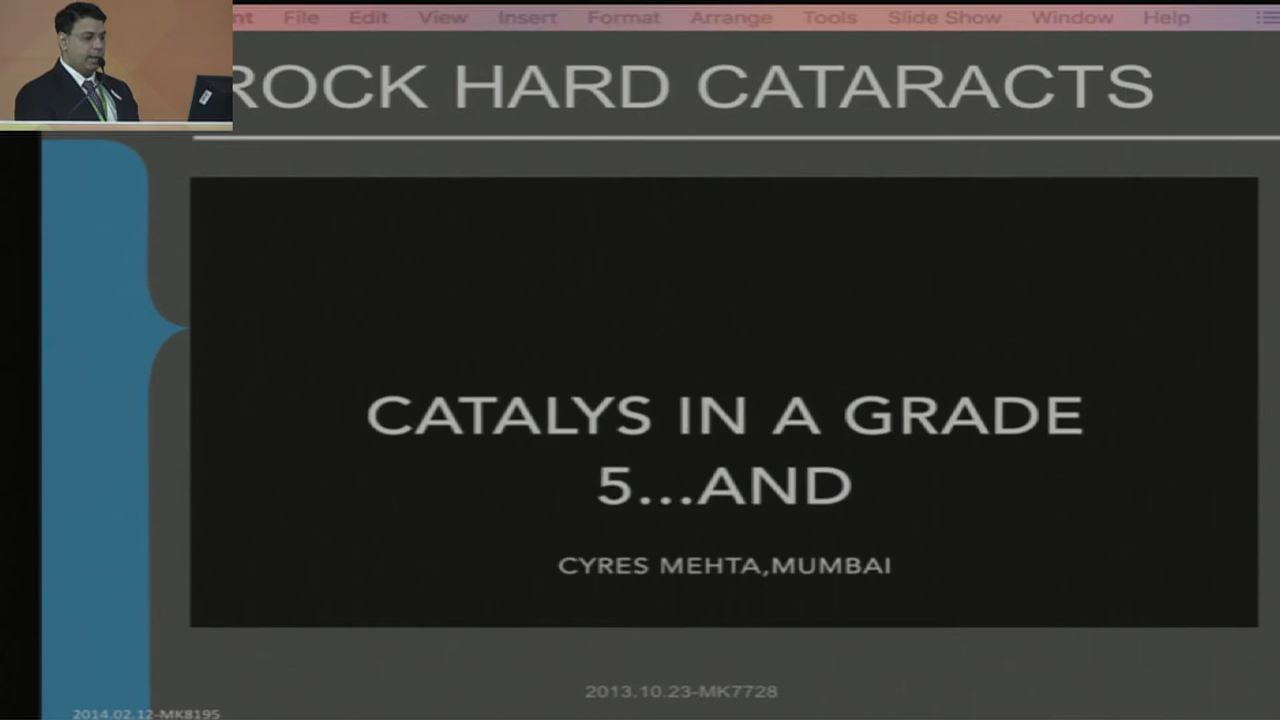 nt File Edit View Insert Format Arrange Tools Slide Show Window Help
ROCK HARD CATARACTS
CATALYS IN A GRADE
5...AND
CYRES MEHTA,MUMBAI
2013.10.23-MK7728
2014.02.12-MK8195